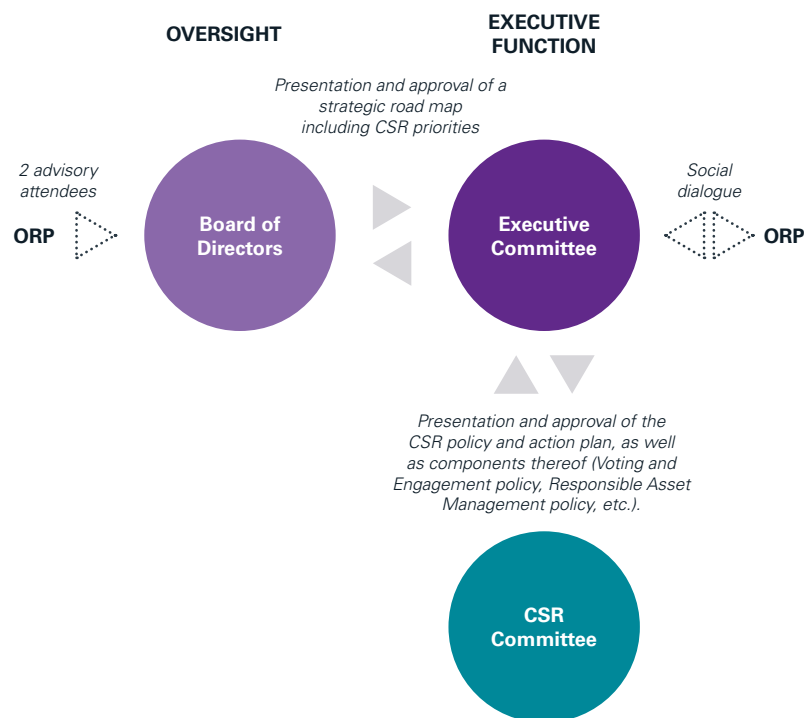 OVERSIGHT
EXECUTIVE
FUNCTION
Presentation and approval of a
strategic road map
including CSR priorities
2 advisory
attendees
ORP
Board of
Directors
Executive
Committee
Social
dialogue
ORP
Presentation and approval of the
CSR policy and action plan, as well
as components thereof (Voting and
Engagement policy, Responsible Asset
Management policy, etc.).
CSR
Committee